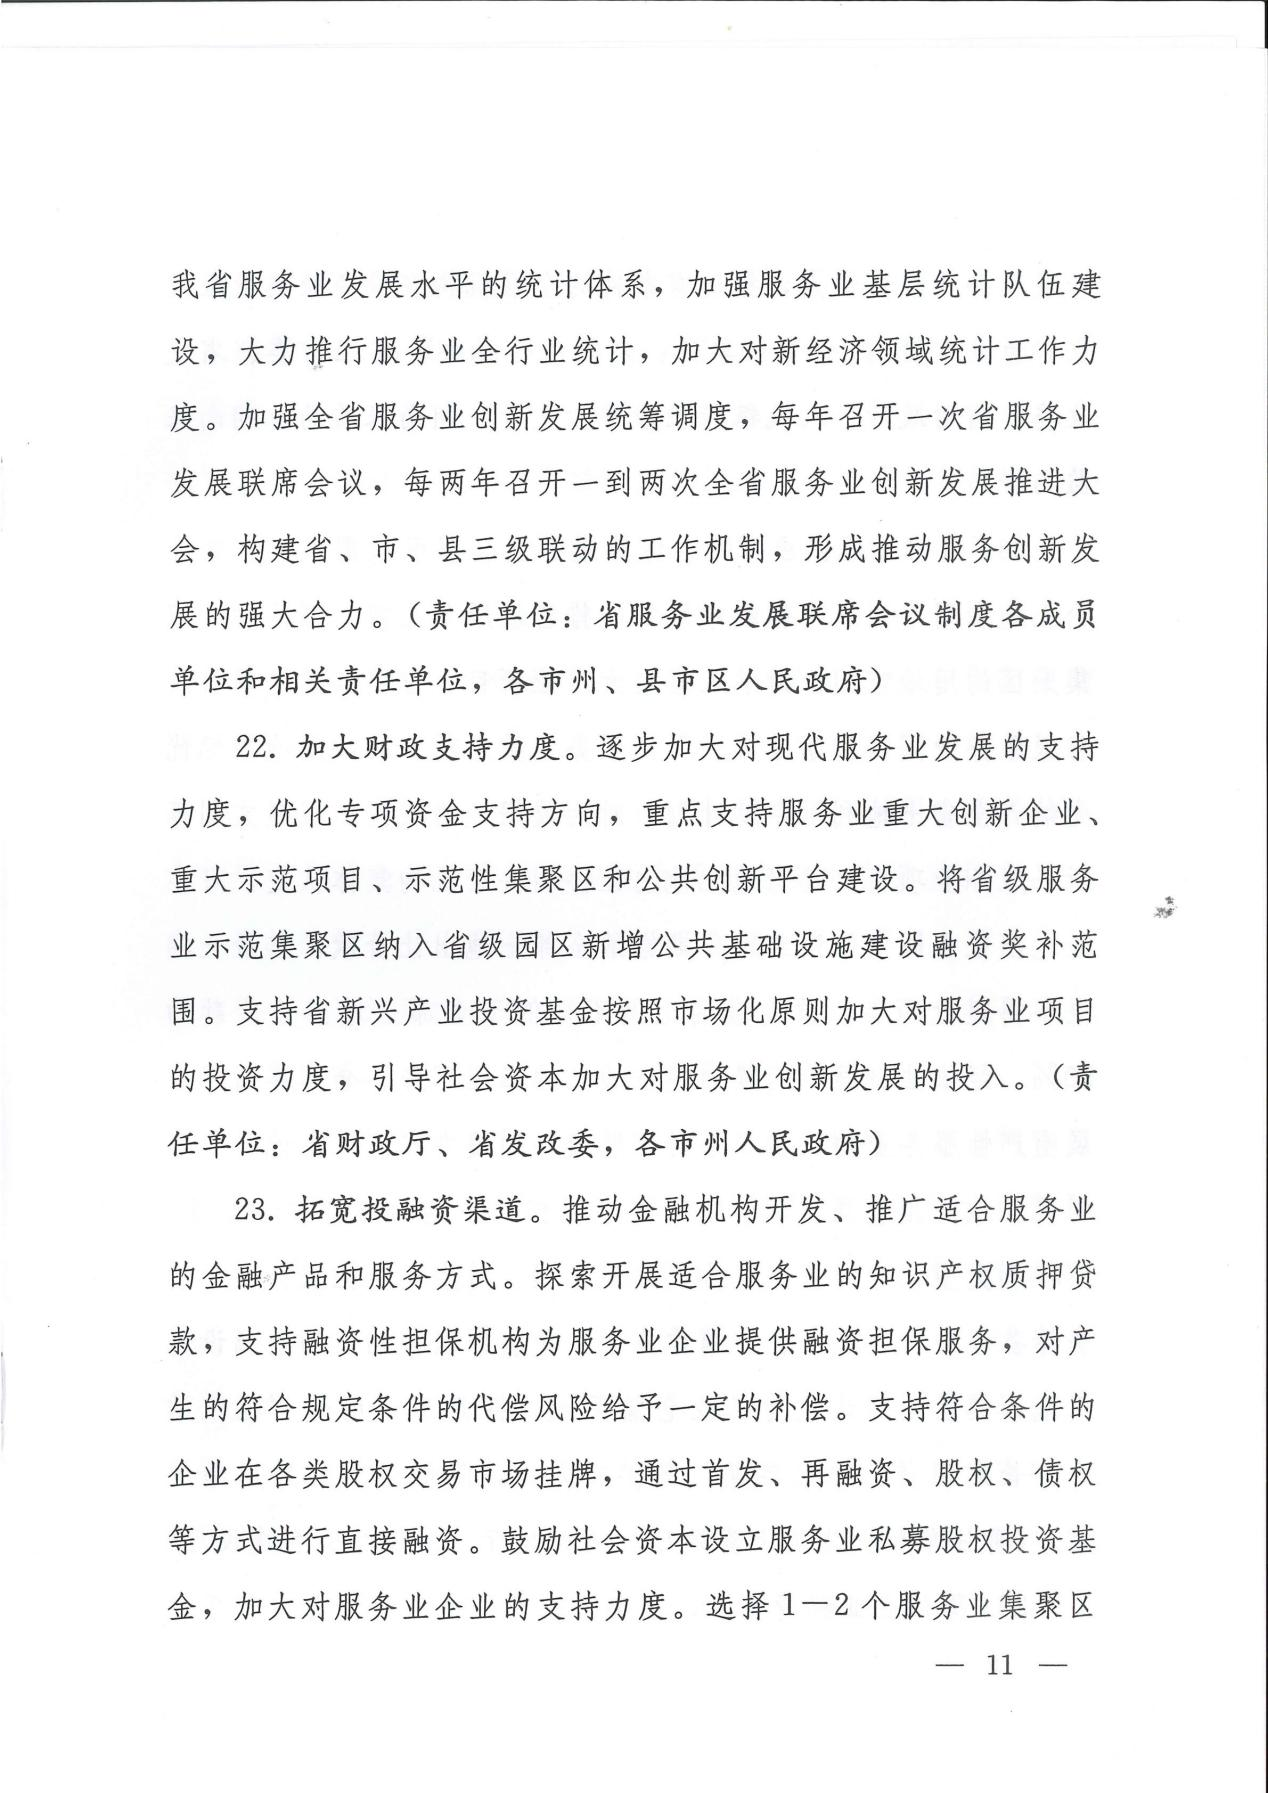 我省服务业发展水平的统计体系，加强服务业基层统计队伍建
设，大力推行服务业全行业统计，加大对新经济领域统计工作力
度。加强全省服务业创新发展统筹调度，每年召开一次省服务业
发展联席会议，每两年召开一到两次全省服务业创新发展推进大
会，构建省、市、县三级联动的工作机制，形成推动服务创新发
展的强大合力。（责任单位：省服务业发展联席会议制度各成员
单位和相关责任单位，各市州、县市区人民政府）
22. 加大财政支持力度。逐步加大对现代服务业发展的支持
力度，优化专项资金支持方向，重点支持服务业重大创新企业、
重大示范项目、示范性集聚区和公共创新平台建设。将省级服务
业示范集聚区纳入省级园区新增公共基础设施建设融资奖补范
围。支持省新兴产业投资基金按照市场化原则加大对服务业项目
的投资力度，引导社会资本加大对服务业创新发展的投入。（责
任单位：省财政厅、省发改委，各市州人民政府）
23. 拓宽投融资渠道。推动金融机构开发、推广适合服务业
的金融产品和服务方式。探索开展适合服务业的知识产权质押贷
款，支持融资性担保机构为服务业企业提供融资担保服务，对产
生的符合规定条件的代偿风险给予一定的补偿。支持符合条件的
企业在各类股权交易市场挂牌，通过首发、再融资、股权、债权
等方式进行直接融资。鼓励社会资本设立服务业私募股权投资基
金，加大对服务业企业的支持力度。选择1—2个服务业集聚区
— 11 —